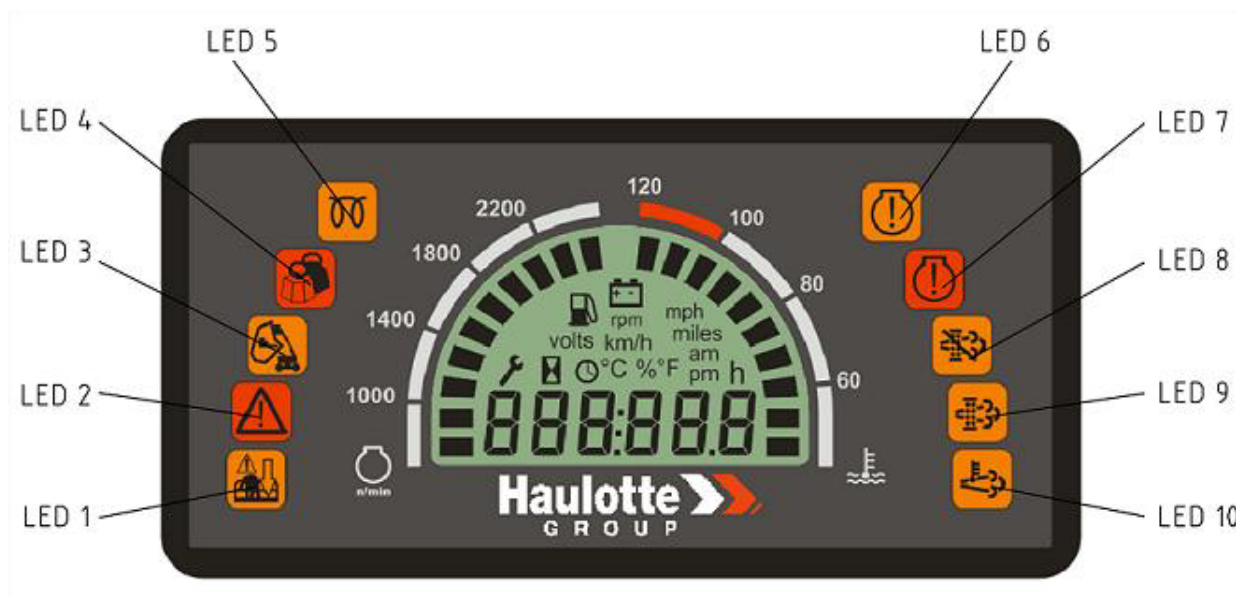 LED 5
LED 6
LED 4
LED 7
LED 3
LED 8
LED 2
LED 9
LED 1
LED 10
120
2200
100
1800
80
1400
60
1000
rpm
mph
volts
km/h
miles
°C
%°F
am
pm
h
888:88.8
n/min
Haulotte
GROUP